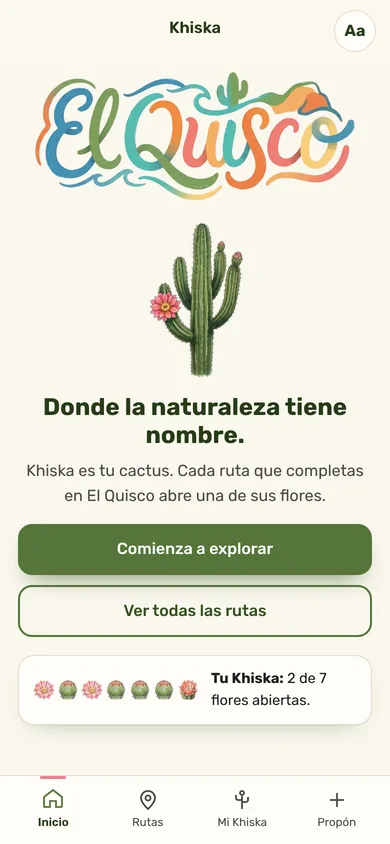 Khiska
Aa
El Quisco
Donde la naturaleza tiene
nombre.
Khiska es tu cactus. Cada ruta que completas
en El Quisco abre una de sus flores.
Comienza a explorar
Ver todas las rutas
Tu Khiska: 2 de 7
flores abiertas.
Inicio
Rutas
Mi Khiska
Propón